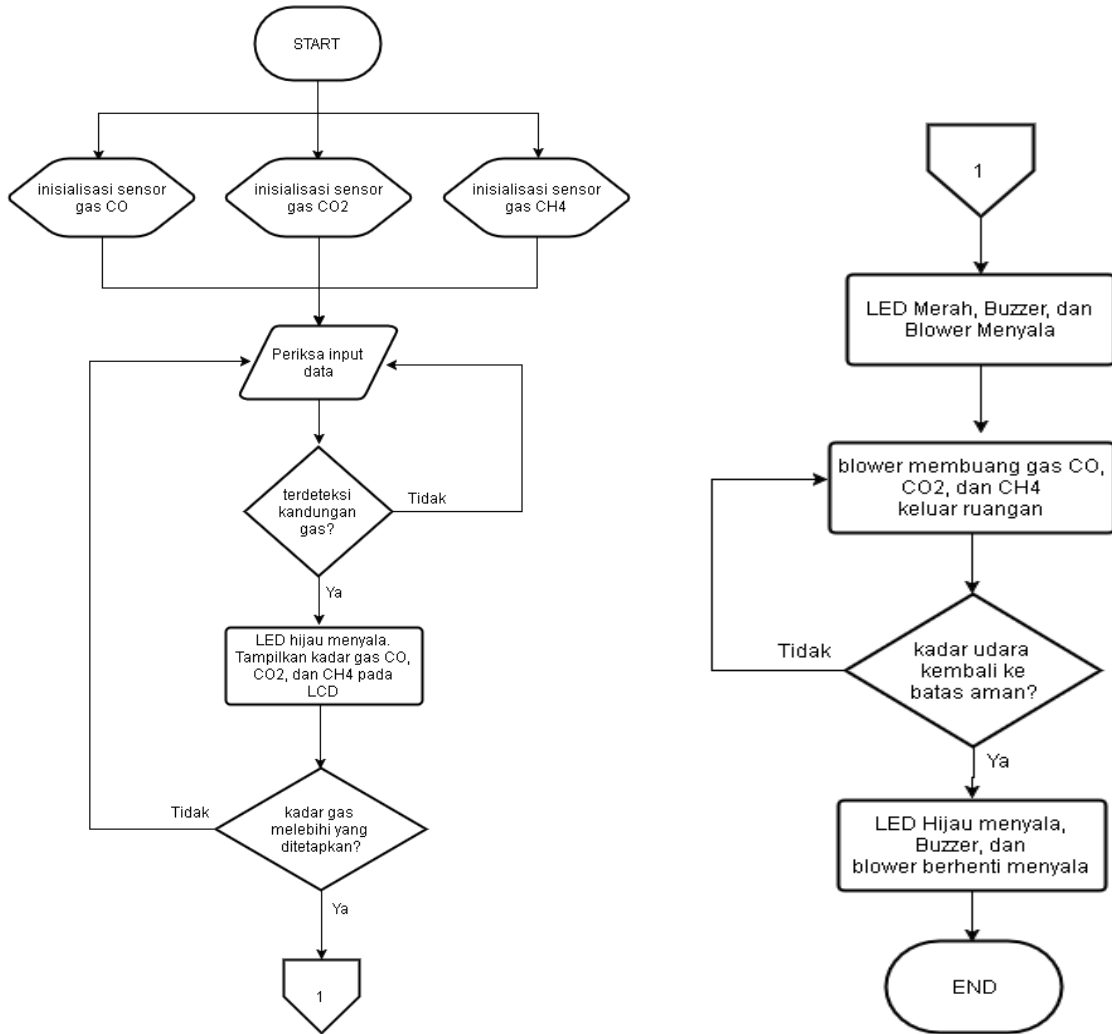 START
inisialisasi sensor
gas CO
inisialisasi sensor
gas CO2
inisialisasi sensor
gas CH4
Periksa input
data
terdeteksi
kandungan
gas?
Tidak
Ya
LED hijau menyala.
Tampilkan kadar gas CO,
CO2, dan CH4 pada
LCD
kadar gas
melebihi yang
ditetapkan?
Tidak
Ya
1
1
LED Merah, Buzzer, dan
Blower Menyala
blower membuang gas CO,
CO2, dan CH4
keluar ruangan
kadar udara
kembali ke
batas aman?
Tidak
Ya
LED Hijau menyala,
Buzzer, dan
blower berhenti menyala
END